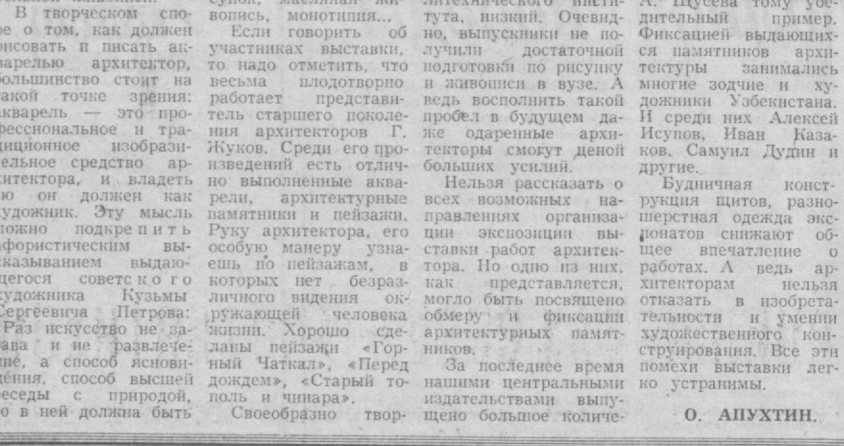 В творческом спо-
ре о том, как должен
рисовать и писать ак-
варелью архитектор,
большинство стоит на
такой точке зрения:
акварель — это про-
фессиональное и тра-
диционное изобрази-
тельное средство ар-
хитектора, и владеть
ею он должен как
художник. Эту мысль
можно подкрепить
афористическим вы-
сказыванием выдаю-
щегося советского
художника Кузьмы
Сергеевича Петрова:
Раз искусство не за-
бава и не развлече-
ние, а способ яснови-
дения, способ высшей
беседы с природой,
то в ней должна быть
вопись, монотипия...
Если говорить об
участниках выставки,
то надо отметить, что
весьма плодотворно
работает представи-
тель старшего поколе-
ния архитекторов Г.
Жуков. Среди его про-
изведений есть отлич-
но выполненные аква-
рели, архитектурные
памятники и пейзажи.
Руку архитектора, его
особую манеру узна-
ешь по пейзажам, в
которых нет безраз-
личного видения ок-
ружающей человека
жизни. Хорошо сде-
ланы пейзажи «Гор-
ный Чаткал», «Перед
дождем», «Старый то-
поль и чинара».
Своеобразно твор-
литехнического инсти-
тута, низкий. Очевид-
но, выпускники не по-
лучили достаточной
подготовки по рисунку
и живописи в вузе. А
ведь восполнить такой
пробел в будущем да-
же одаренные архи-
текторы смогут ценой
больших усилий.
Нельзя рассказать о
всех возможных на-
правлениях организа-
ции экспозиции вы-
ставки работ архитек-
тора. Но одно из них,
как представляется,
могло быть посвящено
обмеру и фиксации
архитектурных памят-
ников.
За последнее время
нашими центральными
издательствами выпу-
щено большое количе-
А. Щусева тому убе-
дительный пример.
Фиксацией выдающих-
ся памятников архи-
тектуры занимались
многие зодчие и ху-
дожники Узбекистана.
И среди них Алексей
Исупов, Иван Каза-
ков, Самуил Дудин и
другие.
Будничная конст-
рукция щитов, разно-
шерстная одежда экс-
понатов снижают об-
щее впечатление о
работах. А ведь ар-
хитекторам нельзя
отказать в изобрета-
тельности и умении
художественного кон-
струирования. Все эти
помехи выставки лег-
ко устранимы.
О. АПУХТИН.